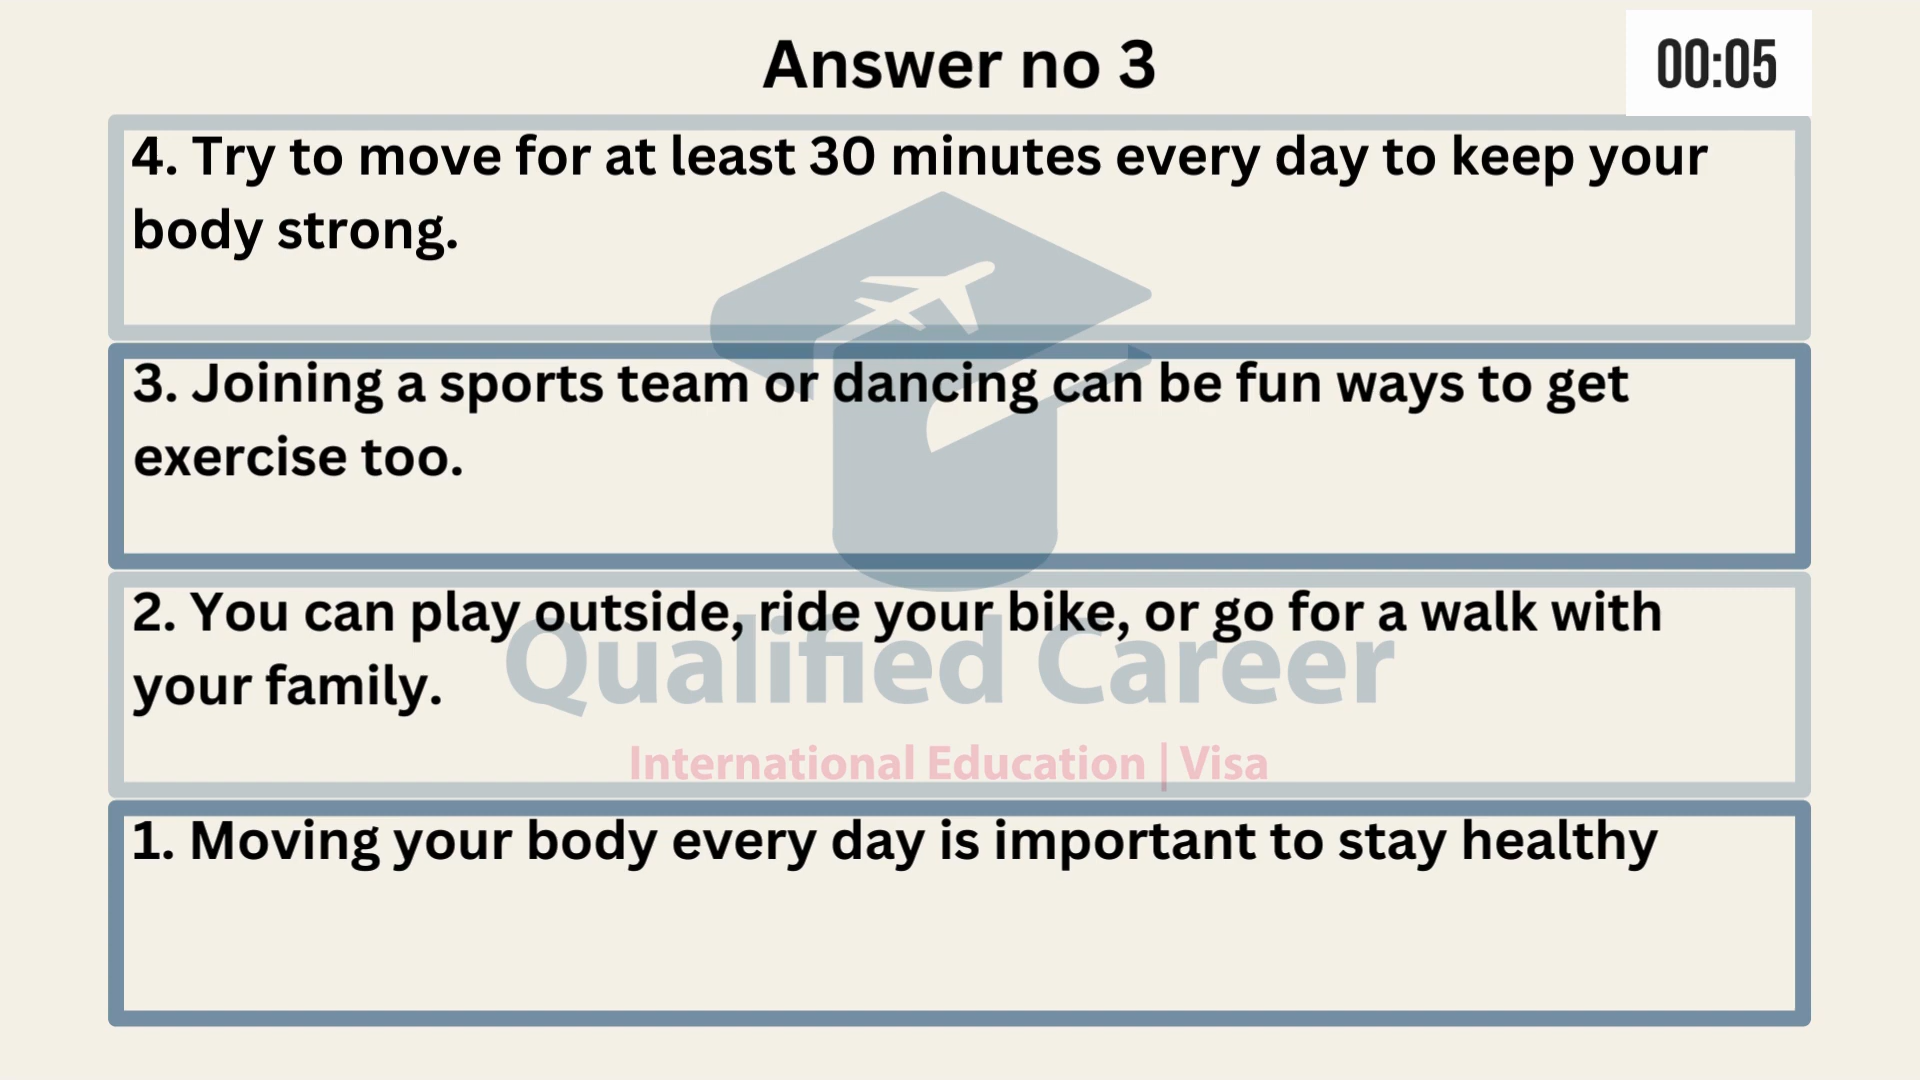 Answer no 3
00:05
4. Try to move for at least 30 minutes every day to keep your
body strong.
3. Joining a sports team or dancing can be fun ways to get
exercise too.
2. You can play outside, ride your bike, or go for a walk with
your family.
Qualified Career
International Education | Visa
1. Moving your body every day is important to stay healthy